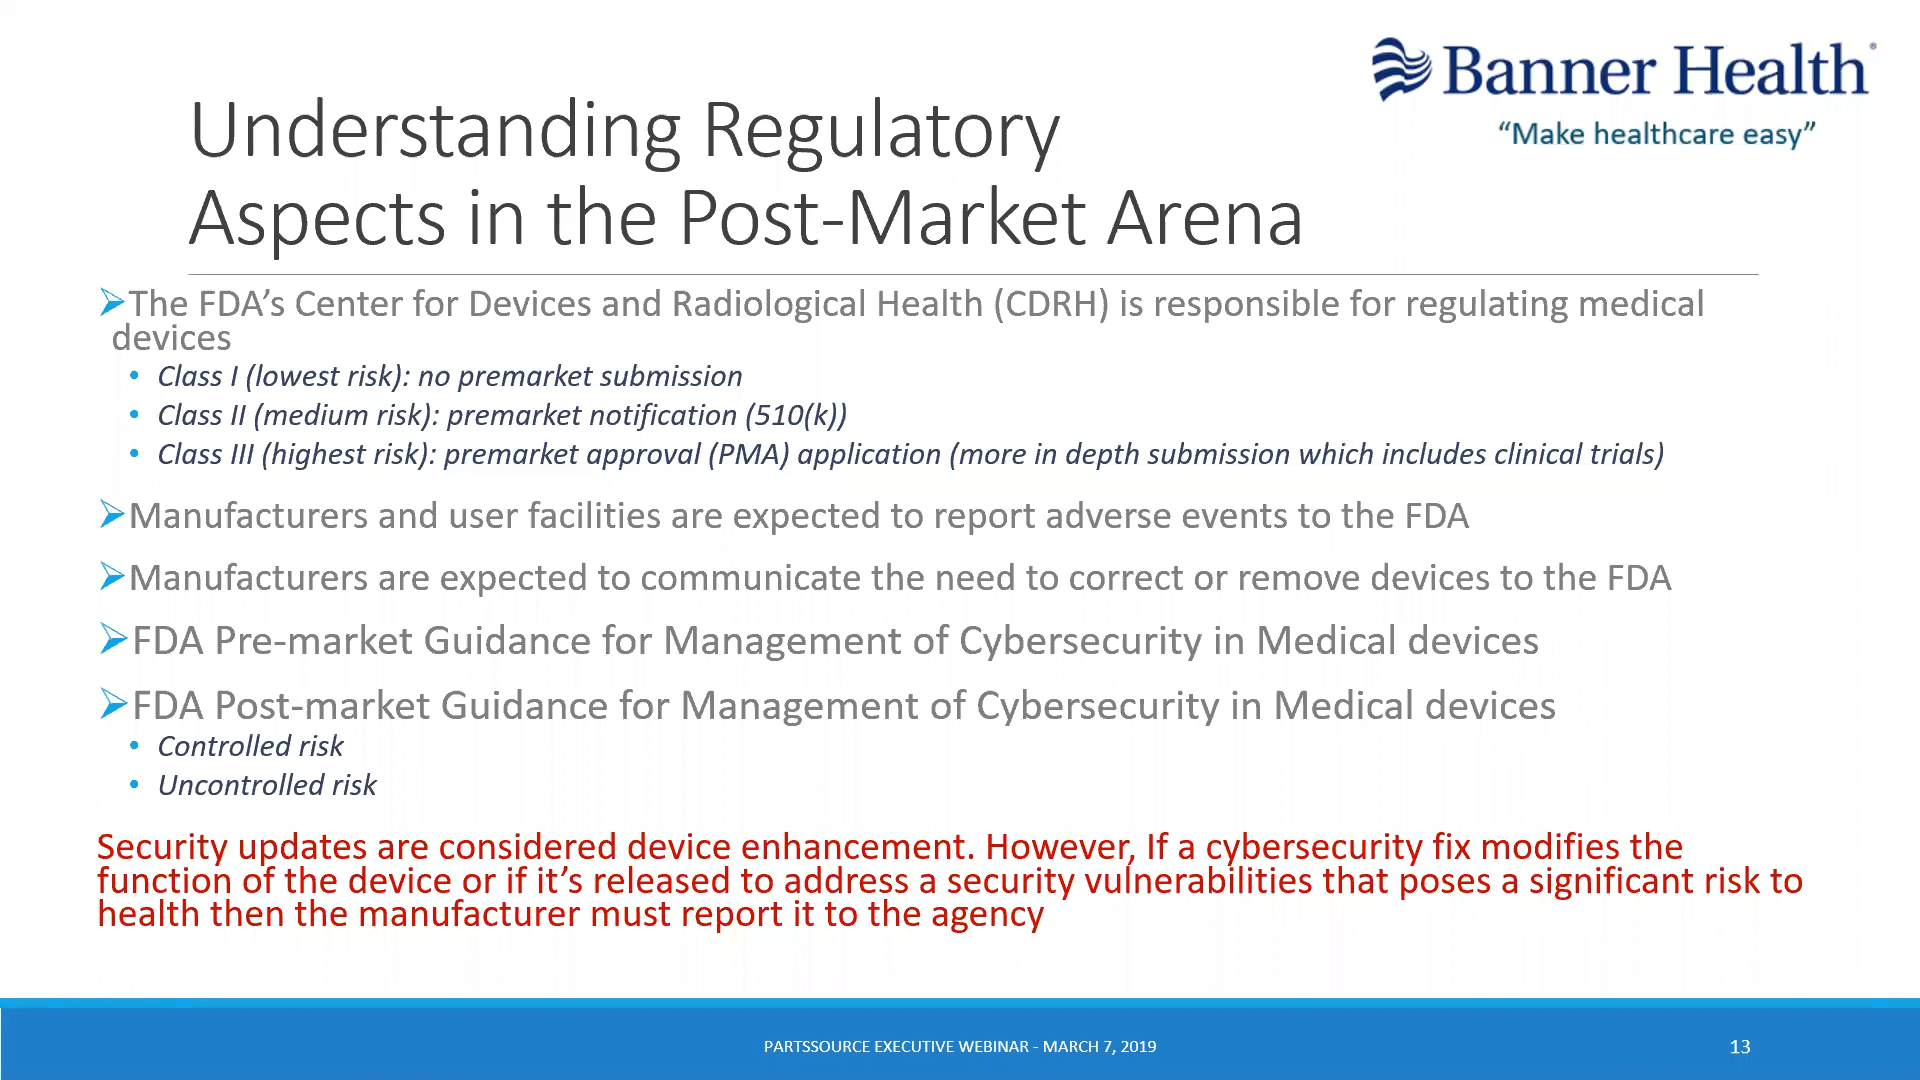 Banner Health®
“Make healthcare easy”
Understanding Regulatory
Aspects in the Post-Market Arena
➢The FDA’s Center for Devices and Radiological Health (CDRH) is responsible for regulating medical
devices
• Class I (lowest risk): no premarket submission
• Class II (medium risk): premarket notification (510(k))
• Class III (highest risk): premarket approval (PMA) application (more in depth submission which includes clinical trials)
➢Manufacturers and user facilities are expected to report adverse events to the FDA
➢Manufacturers are expected to communicate the need to correct or remove devices to the FDA
➢FDA Pre-market Guidance for Management of Cybersecurity in Medical devices
➢FDA Post-market Guidance for Management of Cybersecurity in Medical devices
• Controlled risk
• Uncontrolled risk
Security updates are considered device enhancement. However, If a cybersecurity fix modifies the
function of the device or if it’s released to address a security vulnerabilities that poses a significant risk to
health then the manufacturer must report it to the agency
PARTSSOURCE EXECUTIVE WEBINAR - MARCH 7, 2019
13